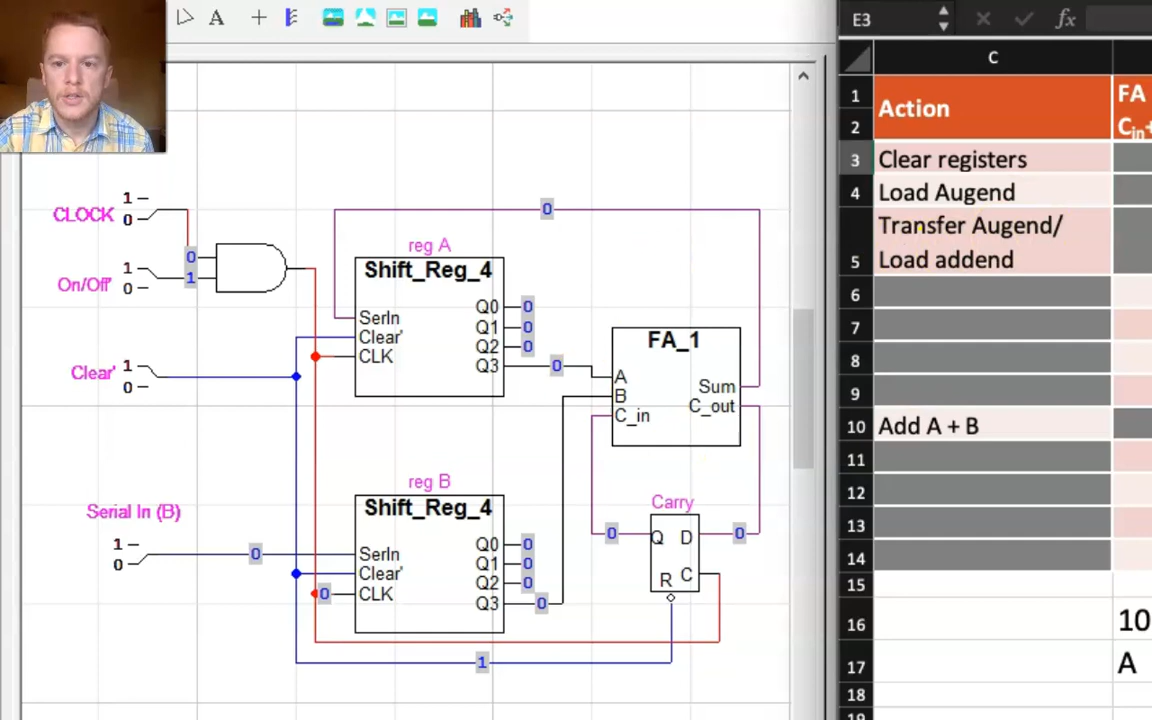 A
E3
fx
C
1
2
Action
FA
Cin+
3
Clear registers
4
Load Augend
5
Transfer Augend/
Load addend
6
7
8
9
10
Add A + B
11
12
13
14
15
16
10
17
A
18
19
CLOCK
1
0
On/Off'
1
0
0
1
Clear'
1
0
Serial In (B)
1
0
0
reg A
Shift_Reg_4
SerIn
Clear'
CLK
Q0
0
Q1
0
Q2
0
Q3
0
0
FA_1
A
B
C_in
Sum
C_out
reg B
Shift_Reg_4
SerIn
Clear'
0
CLK
Q0
0
Q1
0
Q2
0
Q3
0
Carry
0
Q
D
0
R
C
1